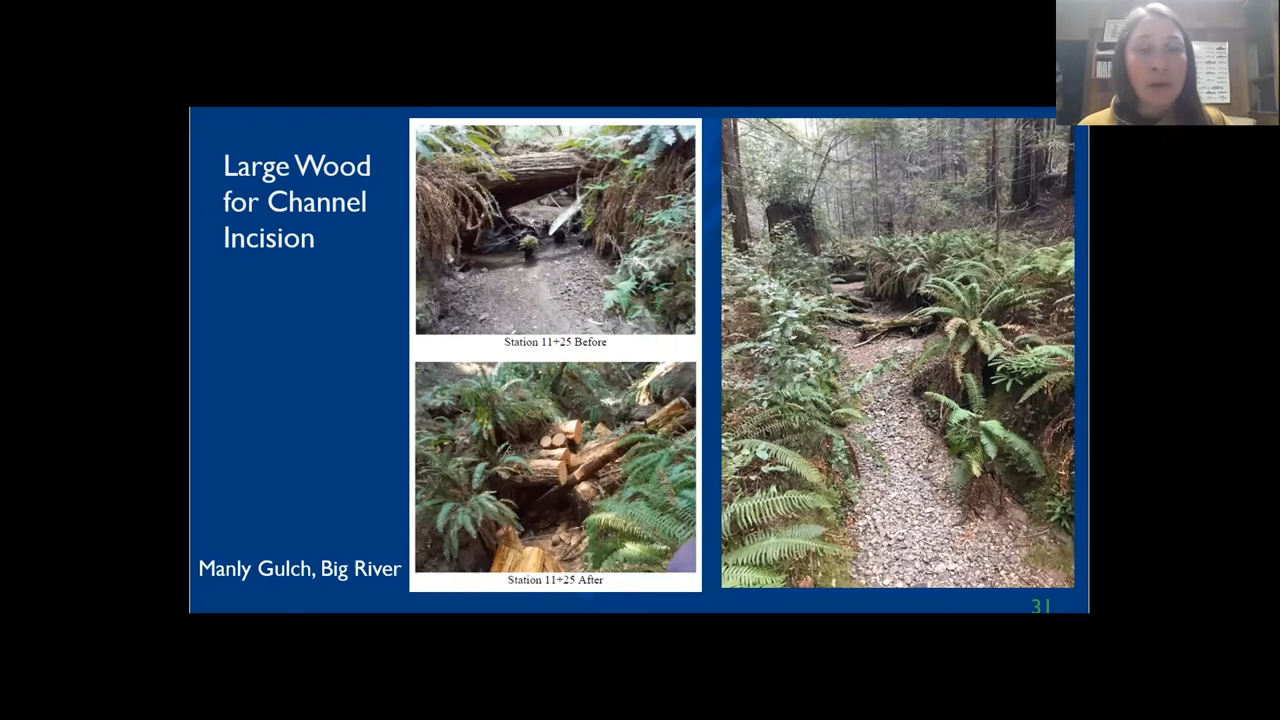 Large Wood
for Channel
Incision
Station 11+25 Before
Station 11+25 After
Manly Gulch, Big River
31